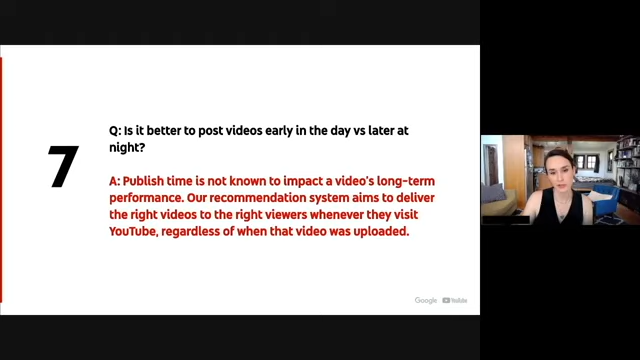 7
Q: Is it better to post videos early in the day vs later at
night?
A: Publish time is not known to impact a video's long-term
performance. Our recommendation system aims to deliver
the right videos to the right viewers whenever they visit
YouTube, regardless of when that video was uploaded.
Google YouTube